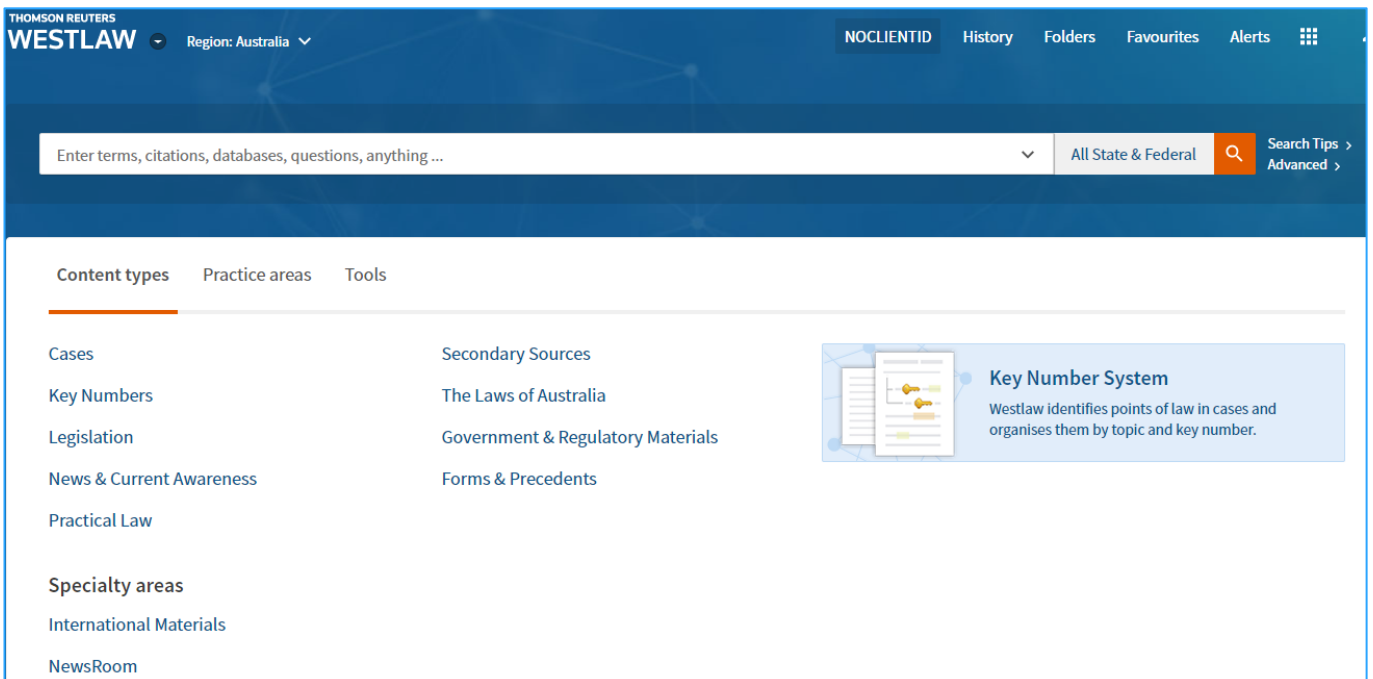 THOMSON REUTERS
WESTLAW Region: Australia NOCLIENTID History Folders Favourites Alerts
Enter terms, citations, databases, questions, anything ... All State & Federal Search Tips
Advanced
Content types Practice areas Tools
Cases
Key Numbers
Legislation
News & Current Awareness
Practical Law
Secondary Sources
The Laws of Australia
Government & Regulatory Materials
Forms & Precedents
Key Number System
Westlaw identifies points of law in cases and
organises them by topic and key number.
Specialty areas
International Materials
NewsRoom